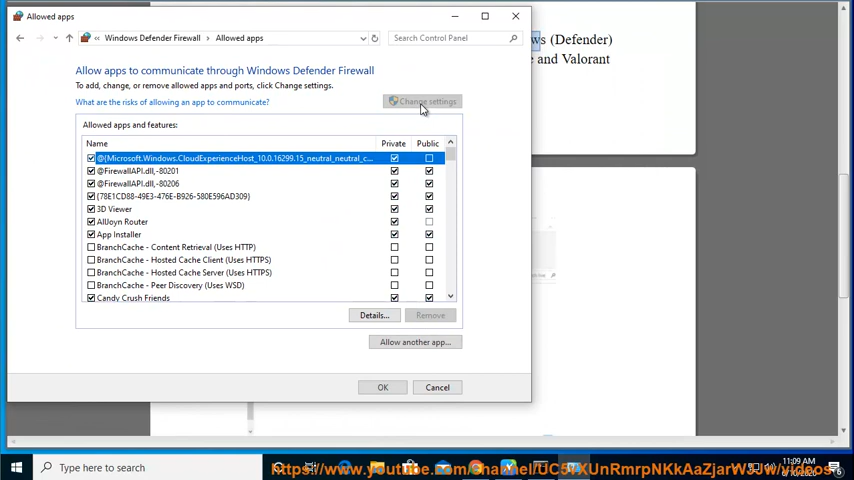 Allowed apps
« Windows Defender Firewall > Allowed apps
Search Control Panel
Allow apps to communicate through Windows Defender Firewall
To add, change, or remove allowed apps and ports, click Change settings.
What are the risks of allowing an app to communicate?
Change settings
Allowed apps and features:
Name Private Public
@{Microsoft.Windows.CloudExperienceHost_10.0.16299.15_neutral_neutral_c...
@FirewallAPI.dll,-80201
@FirewallAPI.dll,-80206
{78E1CD88-49E3-476E-B926-580E596AD309}
3D Viewer
AllJoyn Router
App Installer
BranchCache - Content Retrieval (Uses HTTP)
BranchCache - Hosted Cache Client (Uses HTTPS)
BranchCache - Hosted Cache Server (Uses HTTPS)
BranchCache - Peer Discovery (Uses WSD)
Candy Crush Friends
Details... Remove
Allow another app...
OK Cancel
ws (Defender)
e and Valorant
Type here to search
11:09 AM